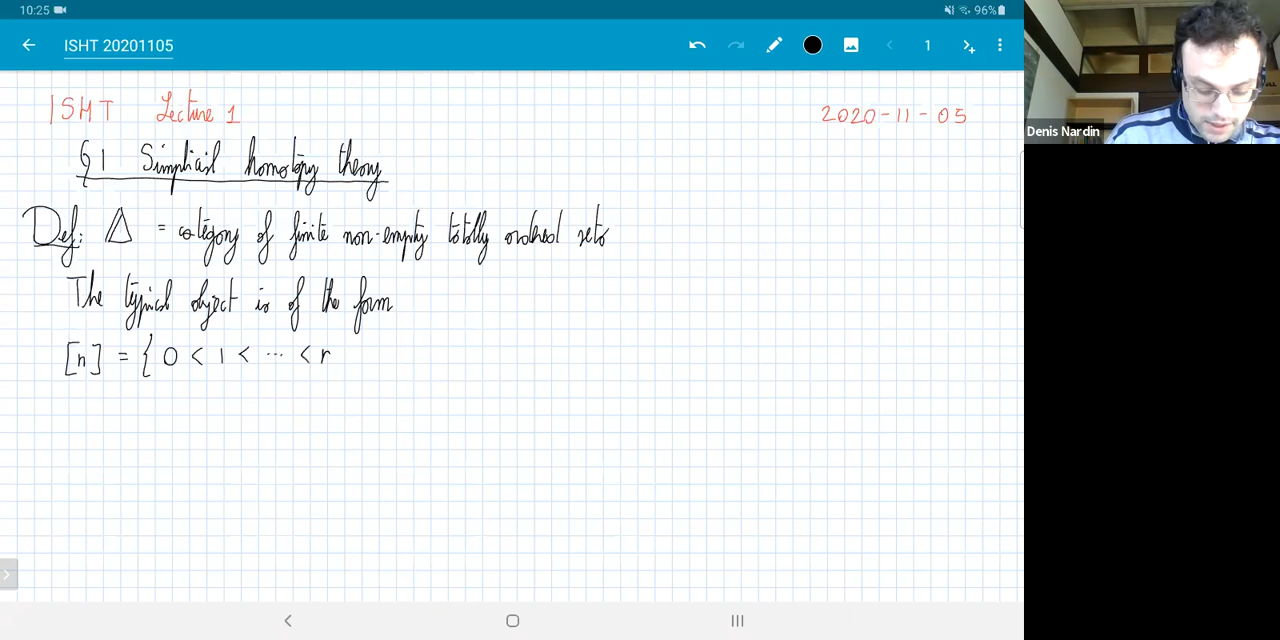 10:25
96%
ISHT 20201105
1
ISHT Lecture 1
2020-11-05
§1 Simplicial homotopy theory
Def: Δ = category of finite non-empty totally ordered sets
The typical object is of the form
[n] = { 0 < 1 < ... < r
Denis Nardin